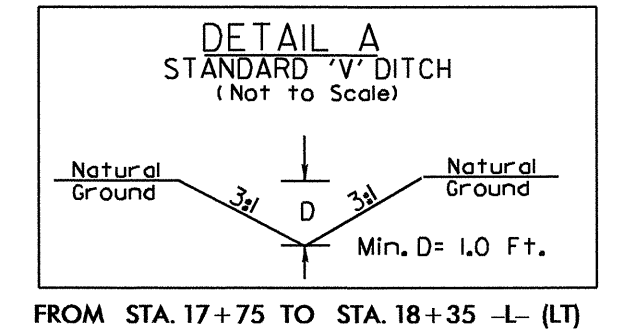 DETAIL A
STANDARD 'V' DITCH
(Not to Scale)
Natural Ground
3:1
D
3:1
Natural Ground
Min. D= 1.0 Ft.
FROM STA. 17+75 TO STA. 18+35 -L- (LT)